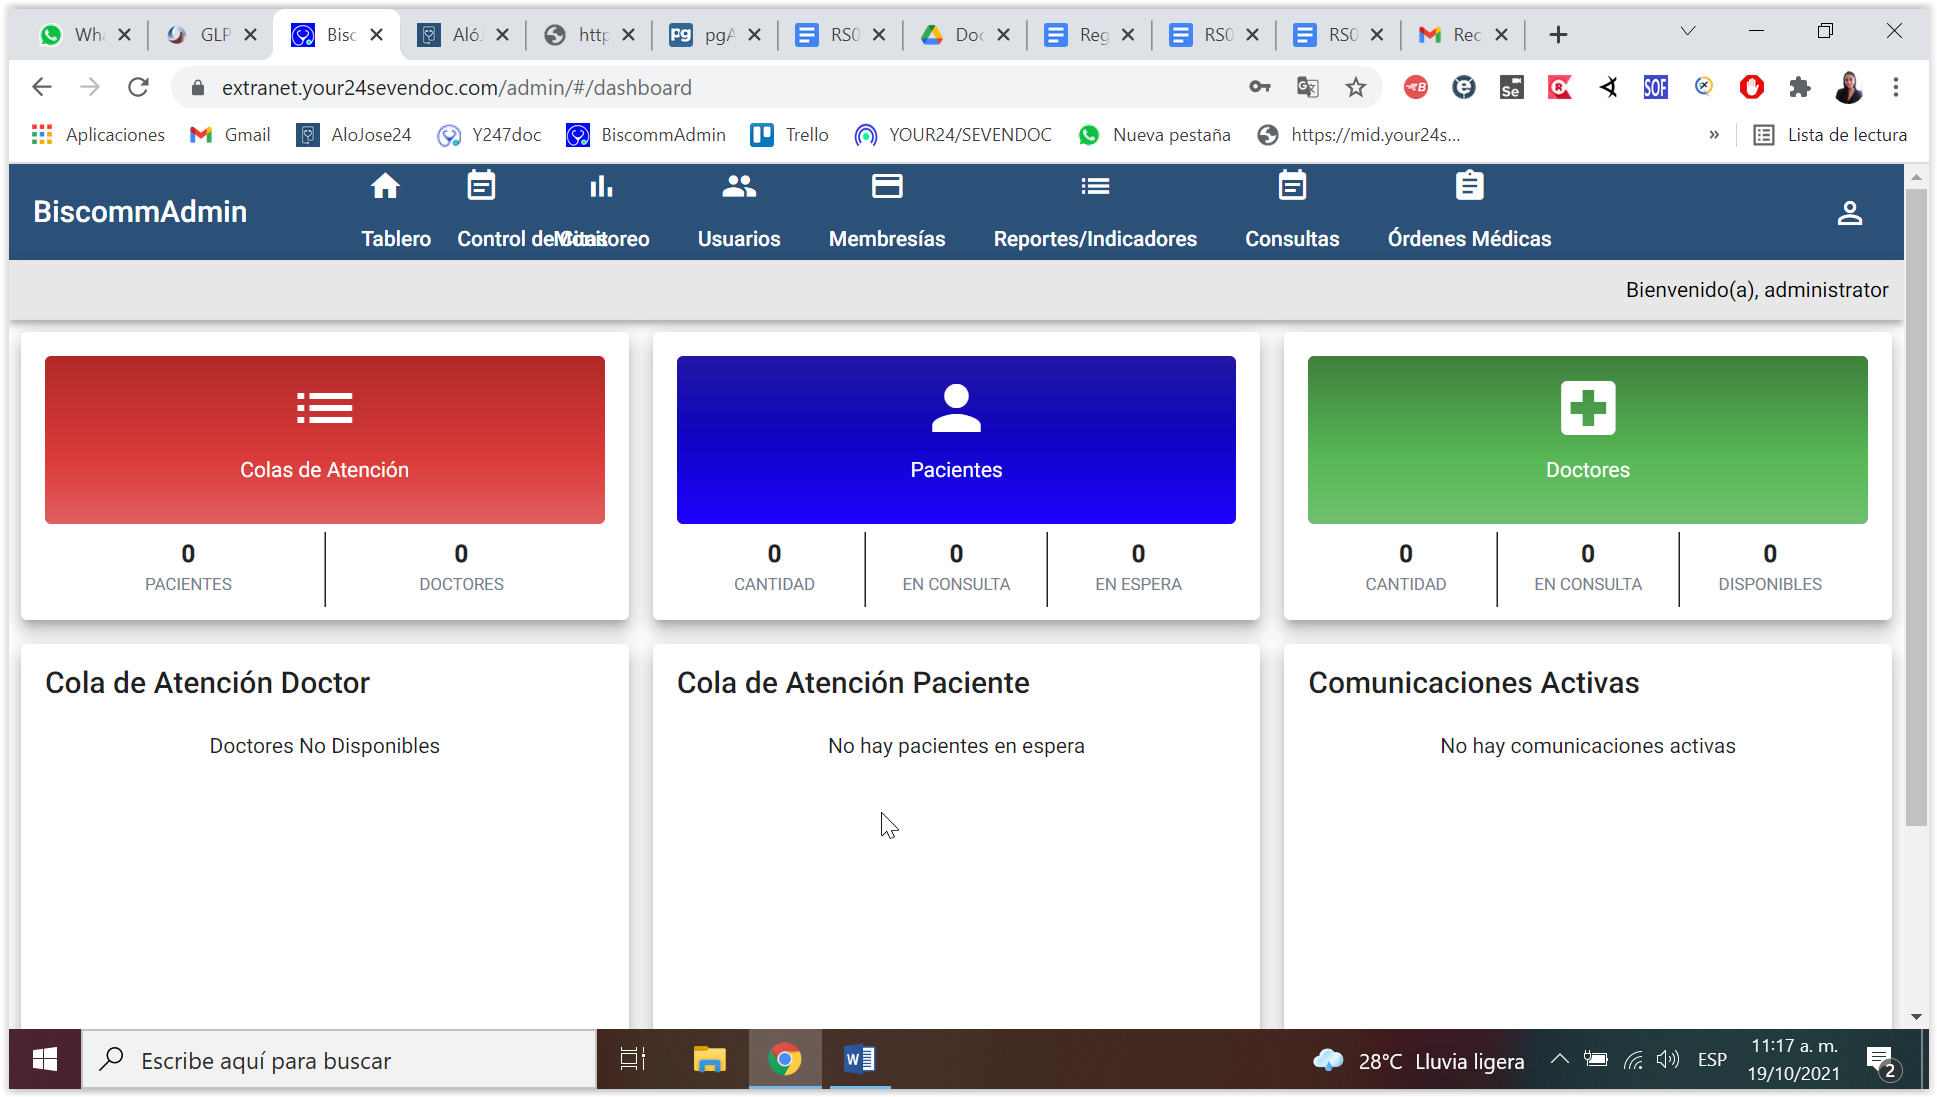 Wh
GLP
Bisc
Aló
http
pgA
RS0
Doc
Reg
RS0
RS0
Rec
extranet.your24sevendoc.com/admin/#/dashboard
Aplicaciones
Gmail
AloJose24
Y247doc
BiscommAdmin
Trello
YOUR24/SEVENDOC
Nueva pestaña
https://mid.your24s...
»
Lista de lectura
BiscommAdmin
Tablero
Control de Citas
Monitoreo
Usuarios
Membresías
Reportes/Indicadores
Consultas
Órdenes Médicas
Bienvenido(a), administrator
Colas de Atención
0
PACIENTES
0
DOCTORES
Pacientes
0
CANTIDAD
0
EN CONSULTA
0
EN ESPERA
Doctores
0
CANTIDAD
0
EN CONSULTA
0
DISPONIBLES
Cola de Atención Doctor
Doctores No Disponibles
Cola de Atención Paciente
No hay pacientes en espera
Comunicaciones Activas
No hay comunicaciones activas
Escribe aquí para buscar
28°C Lluvia ligera
ESP
11:17 a. m.
19/10/2021
2